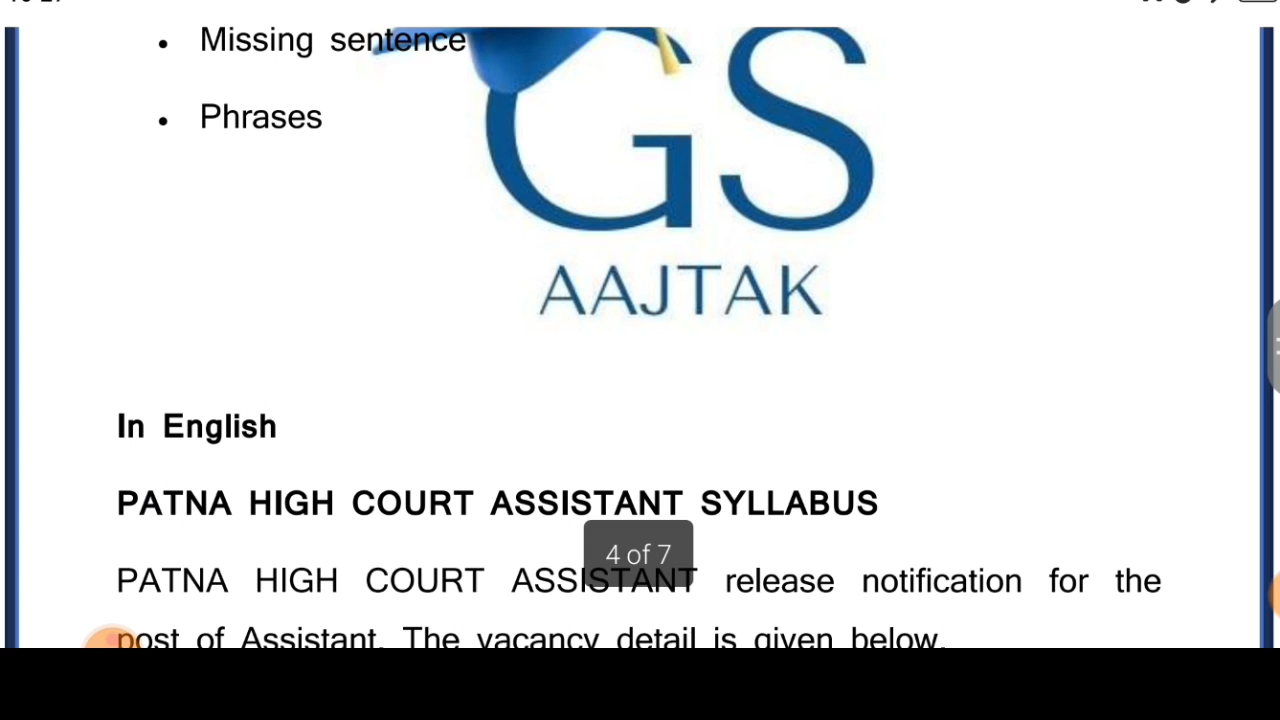 • Missing sentence
• Phrases
GS
AAJTAK
In English
PATNA HIGH COURT ASSISTANT SYLLABUS
4 of 7
PATNA HIGH COURT ASSISTANT release notification for the
post of Assistant. The vacancy detail is given below.